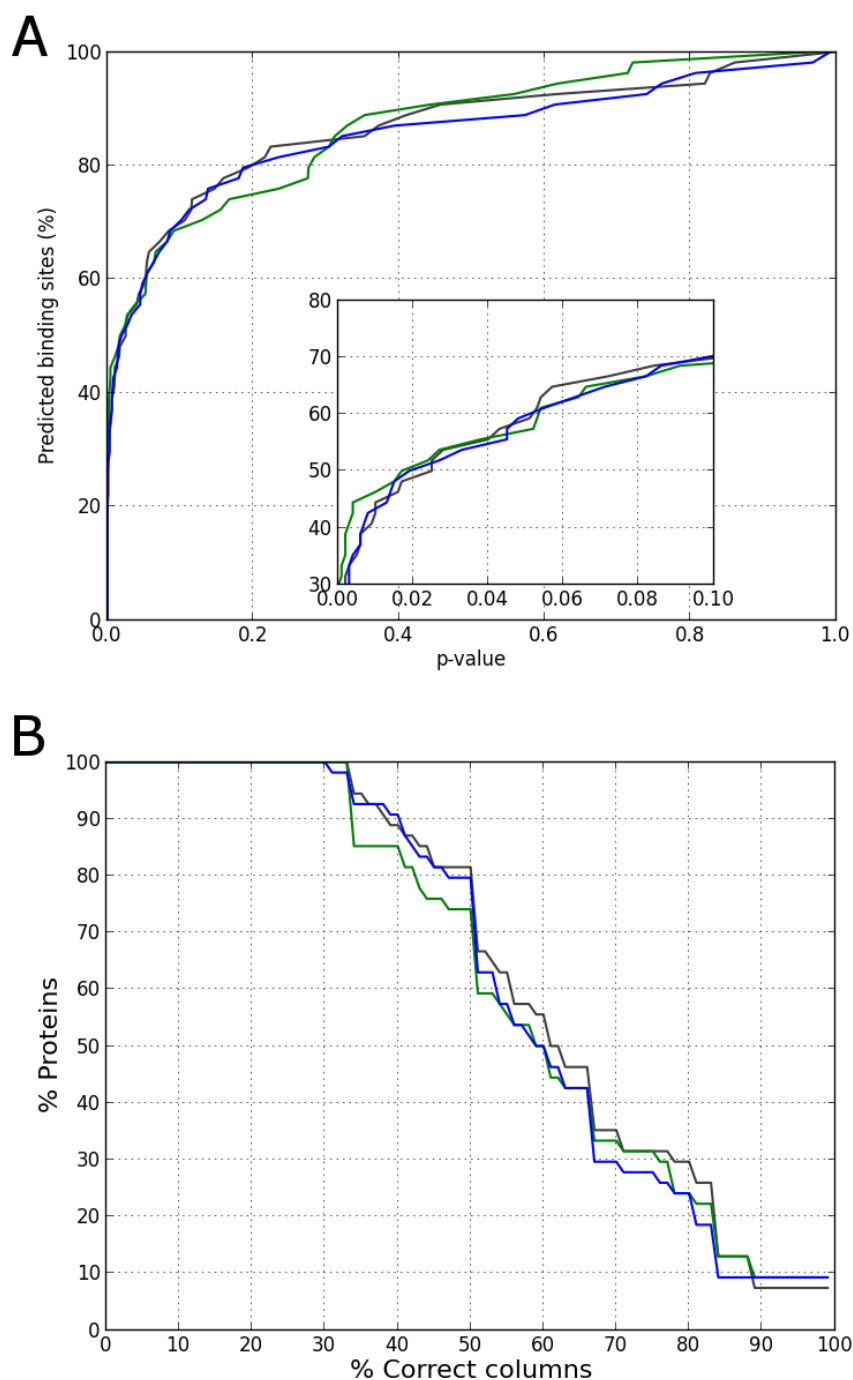 A
100
80
60
40
20
0
Predicted binding sites (%)
80
70
60
50
40
30
0.00 0.02 0.04 0.06 0.08 0.10
0.0 0.2 0.4 0.6 0.8 1.0
p-value
B
100
90
80
70
60
50
40
30
20
10
0
% Proteins
0 10 20 30 40 50 60 70 80 90 100
% Correct columns